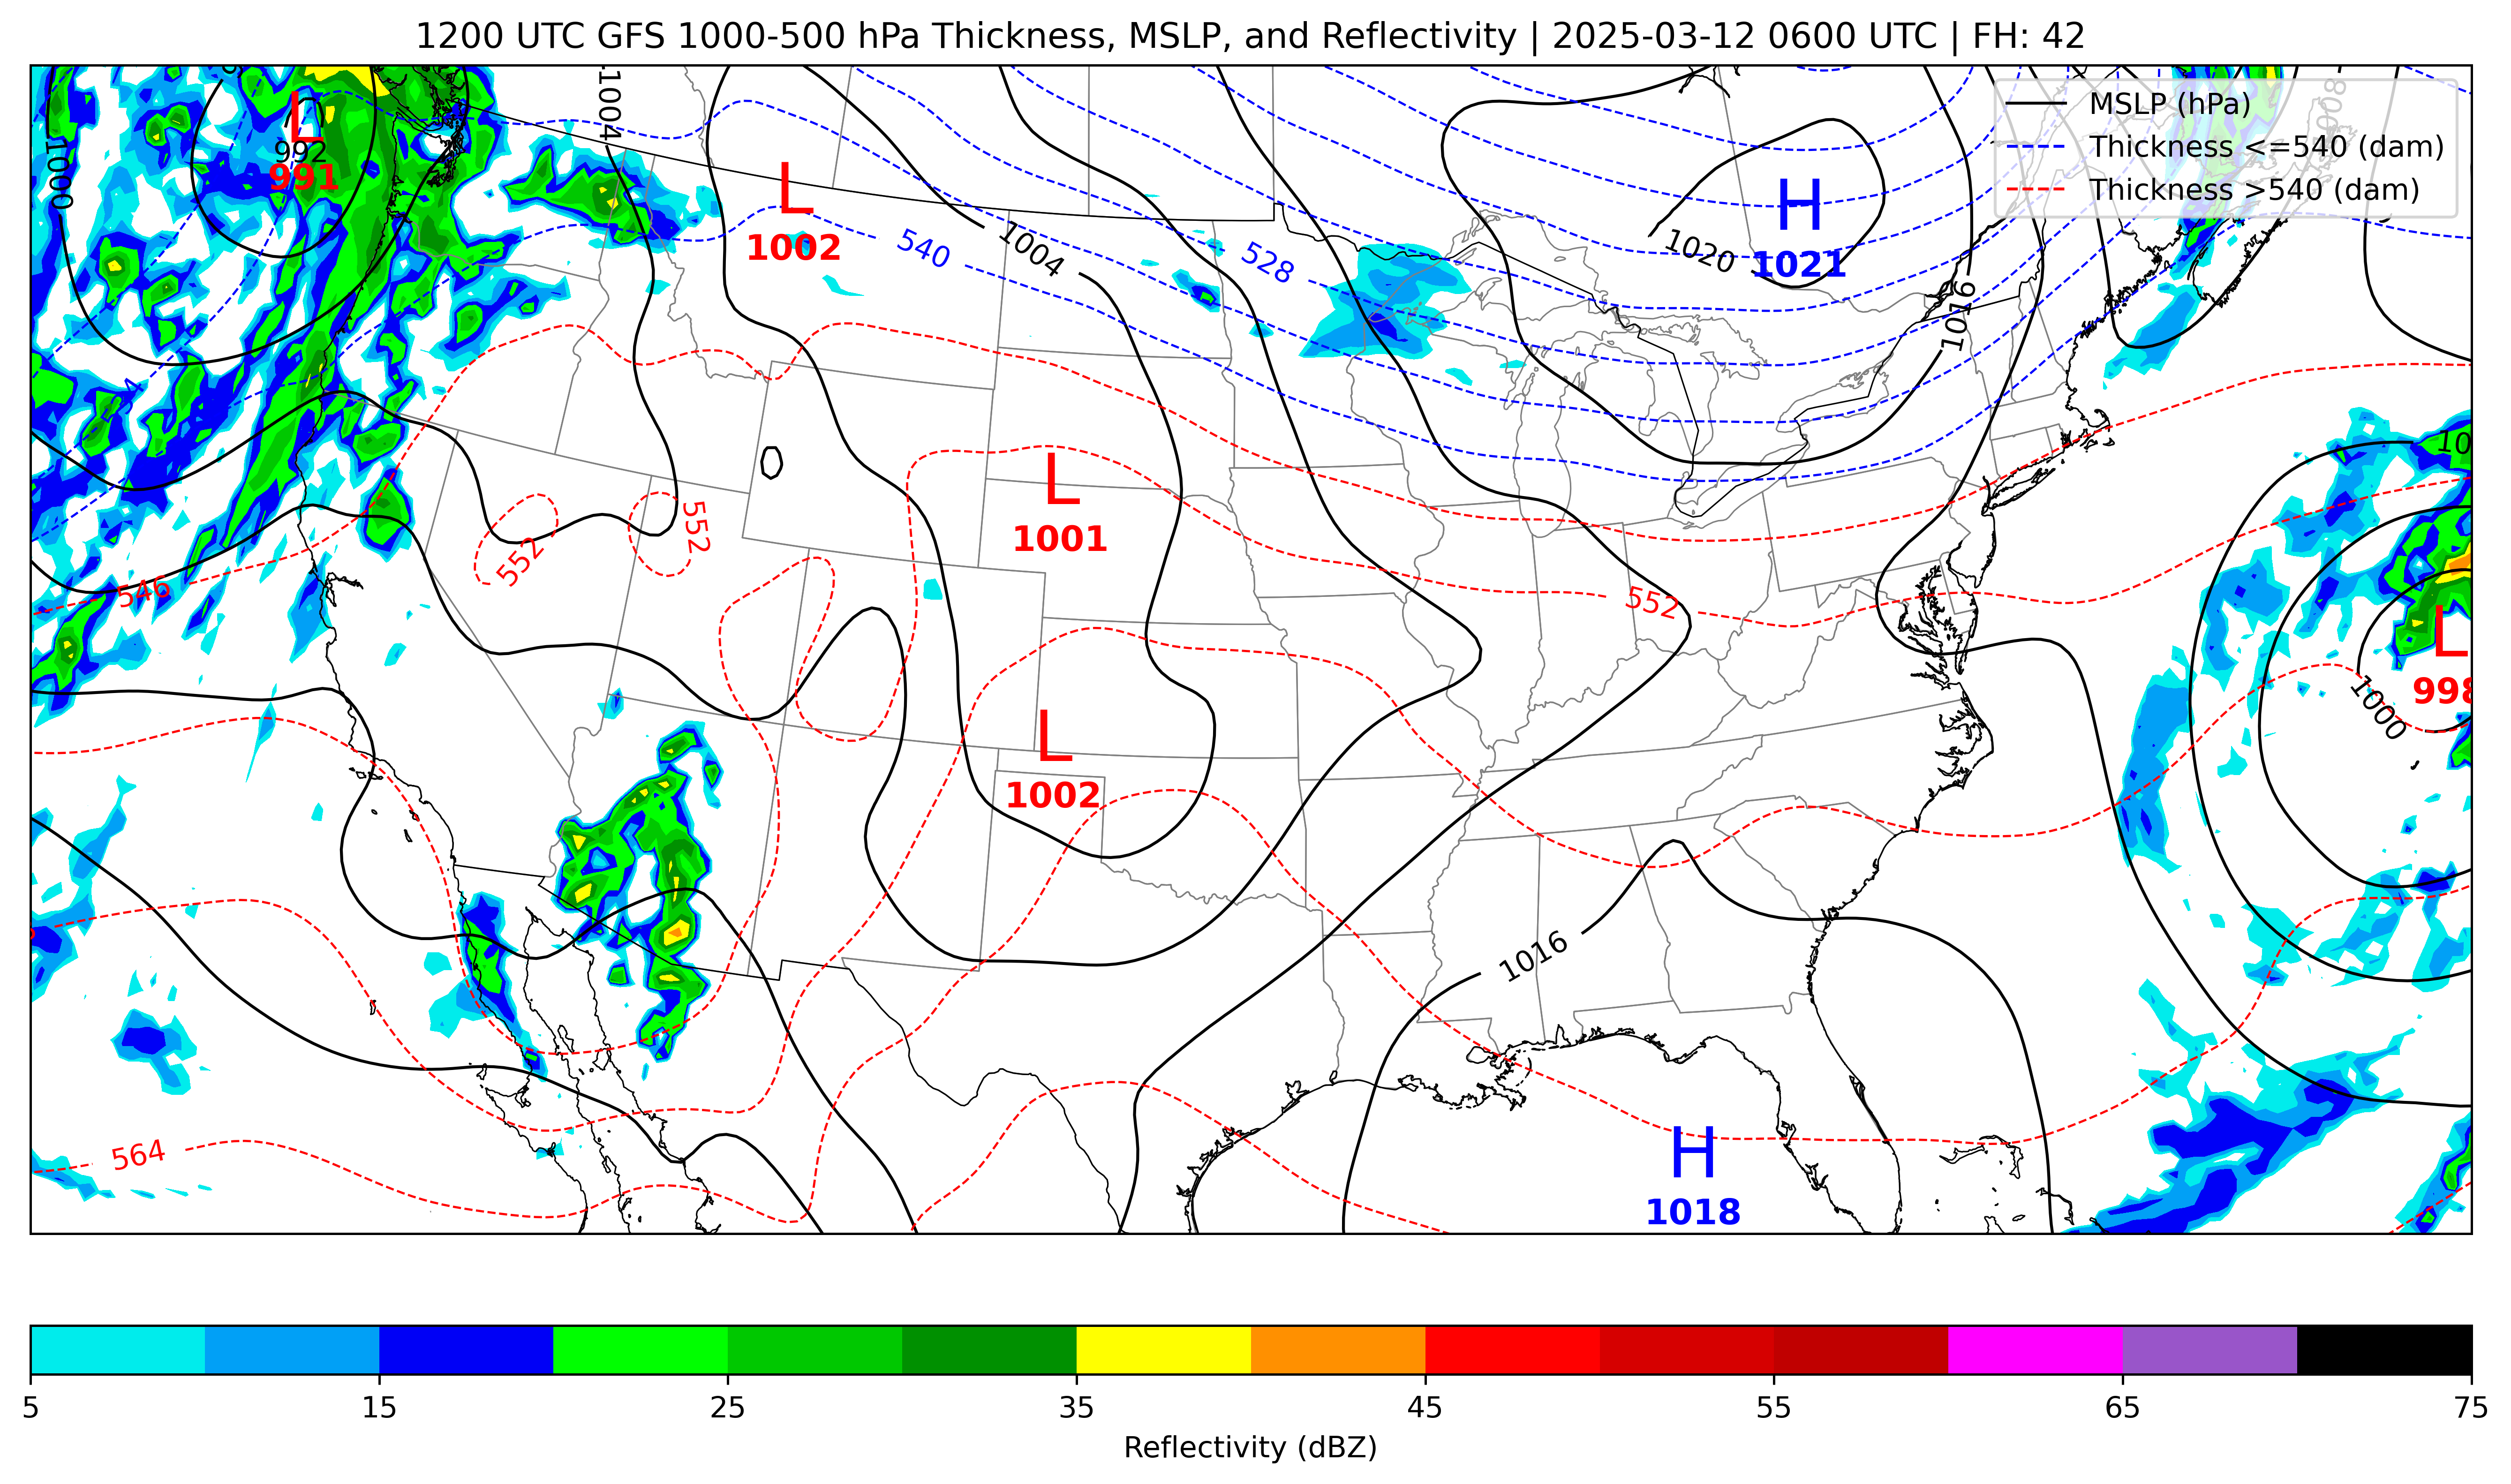 1200 UTC GFS 1000-500 hPa Thickness, MSLP, and Reflectivity | 2025-03-12 0600 UTC | FH: 42
MSLP (hPa)
Thickness <=540 (dam)
Thickness >540 (dam)
1004
1000
L
992
991
L
1002
540
1004
528
1020
H
1021
1016
1008
L
1001
552
552
546
552
L
998
1000
L
1002
1016
564
H
1018
5 15 25 35 45 55 65 75
Reflectivity (dBZ)